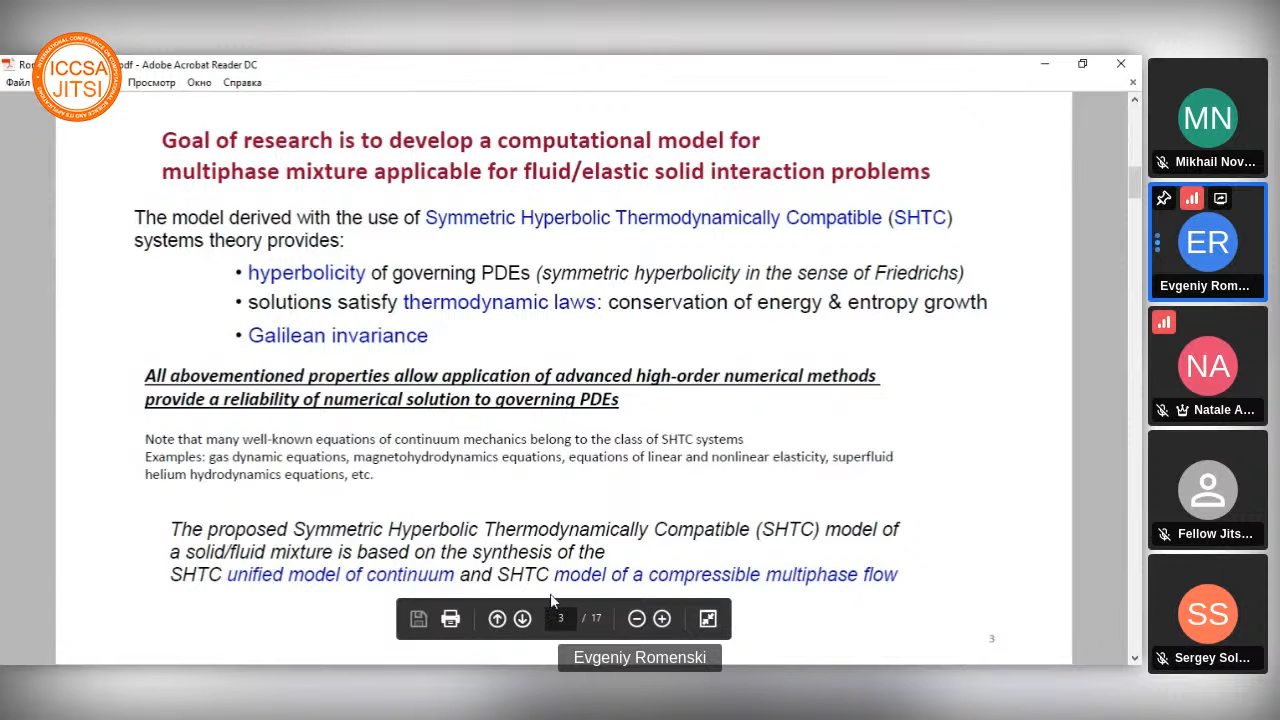 ICCSA
JITSI
INTERNATIONAL CONFERENCE ON COMPUTATIONAL SCIENCE AND ITS APPLICATIONS
.pdf - Adobe Acrobat Reader DC
Файл
Просмотр Окно Справка
Goal of research is to develop a computational model for
multiphase mixture applicable for fluid/elastic solid interaction problems
The model derived with the use of Symmetric Hyperbolic Thermodynamically Compatible (SHTC)
systems theory provides:
• hyperbolicity of governing PDEs (symmetric hyperbolicity in the sense of Friedrichs)
• solutions satisfy thermodynamic laws: conservation of energy & entropy growth
• Galilean invariance
All abovementioned properties allow application of advanced high-order numerical methods
provide a reliability of numerical solution to governing PDEs
Note that many well-known equations of continuum mechanics belong to the class of SHTC systems
Examples: gas dynamic equations, magnetohydrodynamics equations, equations of linear and nonlinear elasticity, superfluid
helium hydrodynamics equations, etc.
The proposed Symmetric Hyperbolic Thermodynamically Compatible (SHTC) model of
a solid/fluid mixture is based on the synthesis of the
SHTC unified model of continuum and SHTC model of a compressible multiphase flow
3 / 17
3
Evgeniy Romenski
MN
Mikhail Nov...
ER
Evgeniy Rom...
NA
Natale A...
Fellow Jits...
SS
Sergey Sol...